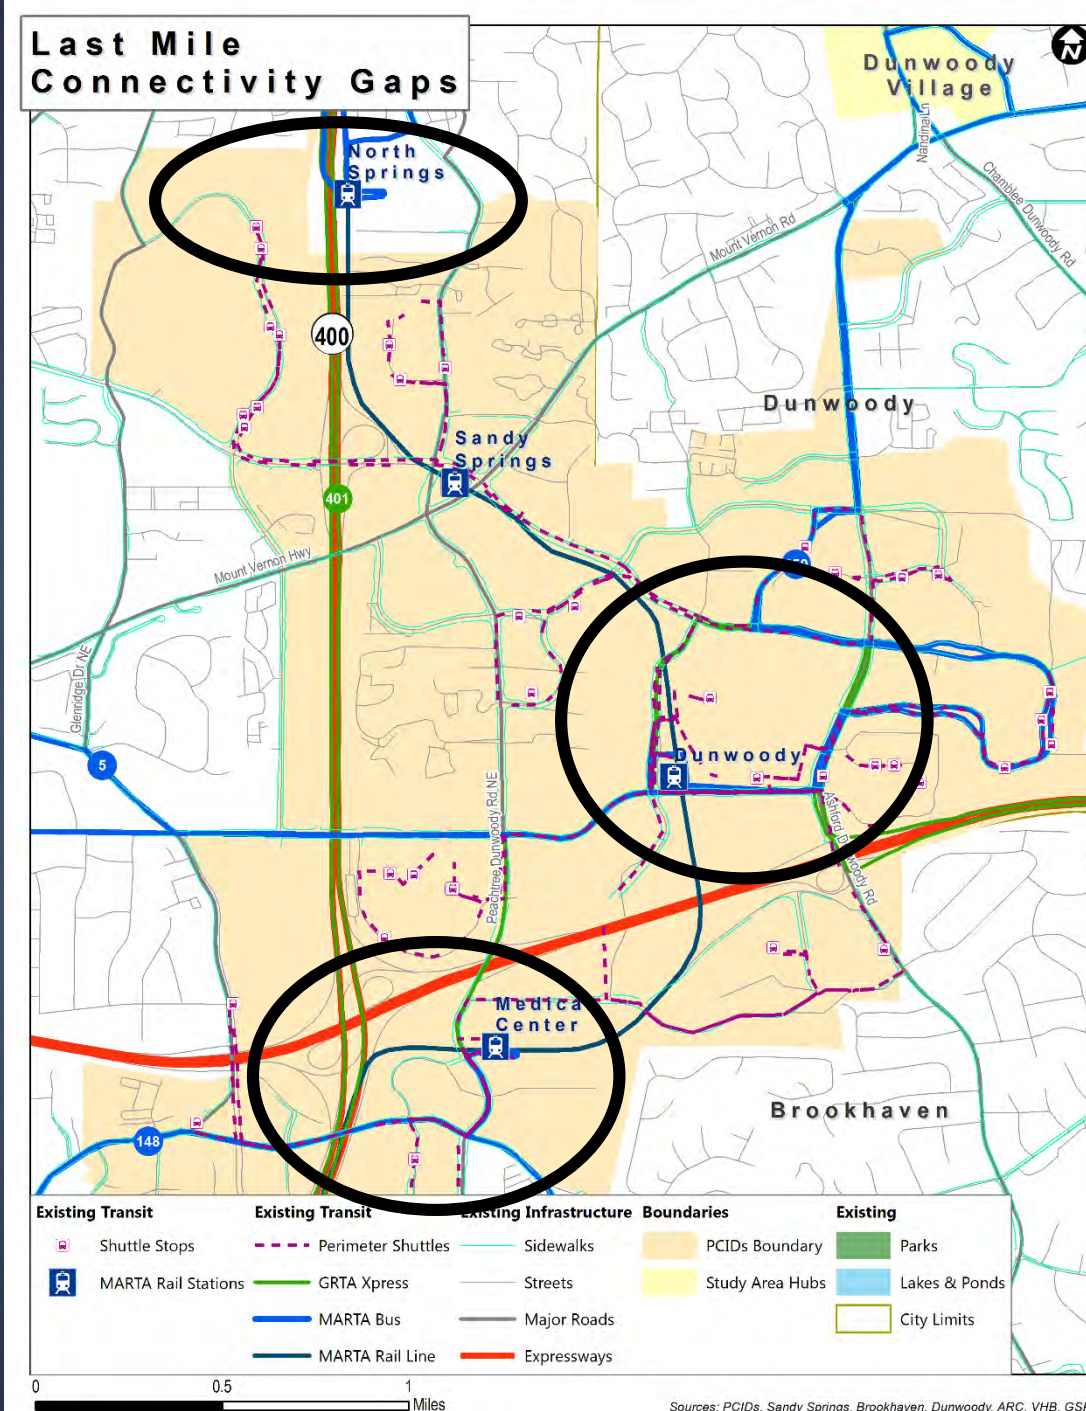 Last Mile
Connectivity Gaps
N
Dunwoody
Village
North
Springs
Nandina Ln
Chamblee Dunwoody Rd
Mount Vernon Rd
400
Dunwoody
Sandy
Springs
401
Mount Vernon Hwy
Glenridge Dr NE
5
Dunwoody
Peachtree Dunwoody Rd NE
Ashford Dunwoody Rd
Medical
Center
Brookhaven
148
Existing Transit
Shuttle Stops
MARTA Rail Stations
Existing Transit
Perimeter Shuttles
GRTA Xpress
MARTA Bus
MARTA Rail Line
Existing Infrastructure
Sidewalks
Streets
Major Roads
Expressways
Boundaries
PCIDs Boundary
Study Area Hubs
Existing
Parks
Lakes & Ponds
City Limits
0 0.5 1
Miles
Sources: PCIDs, Sandy Springs, Brookhaven, Dunwoody, ARC, VHB,